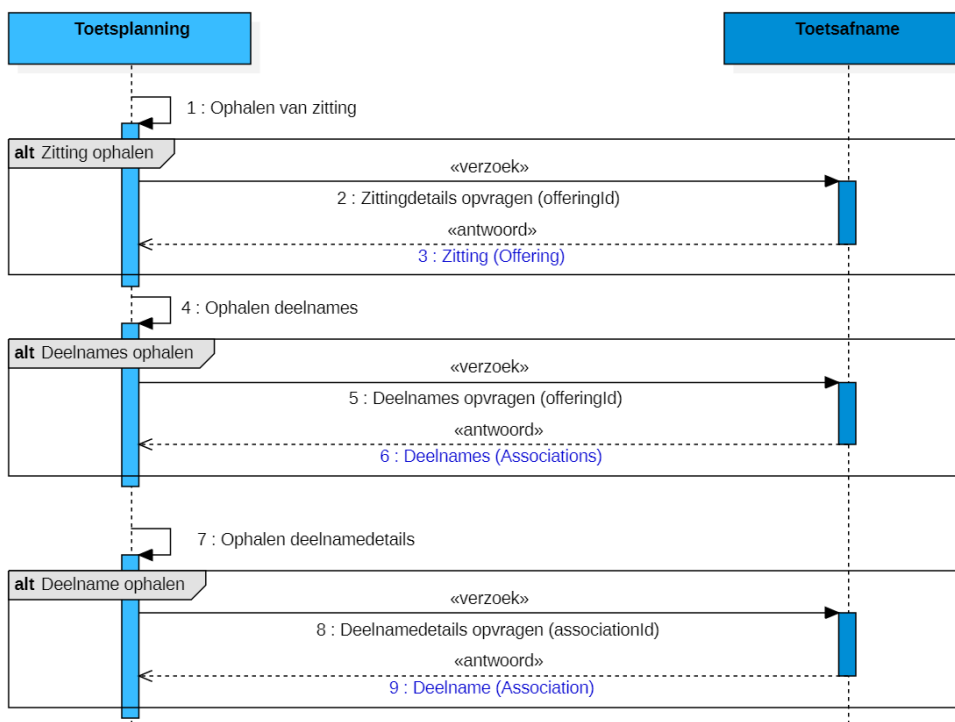 Toetsplanning
Toetsafname
1 : Ophalen van zitting
alt Zitting ophalen
«verzoek»
2 : Zittingdetails opvragen (offeringId)
«antwoord»
3 : Zitting (Offering)
4 : Ophalen deelnames
alt Deelnames ophalen
«verzoek»
5 : Deelnames opvragen (offeringId)
«antwoord»
6 : Deelnames (Associations)
7 : Ophalen deelnamedetails
alt Deelname ophalen
«verzoek»
8 : Deelnamedetails opvragen (associationId)
«antwoord»
9 : Deelname (Association)